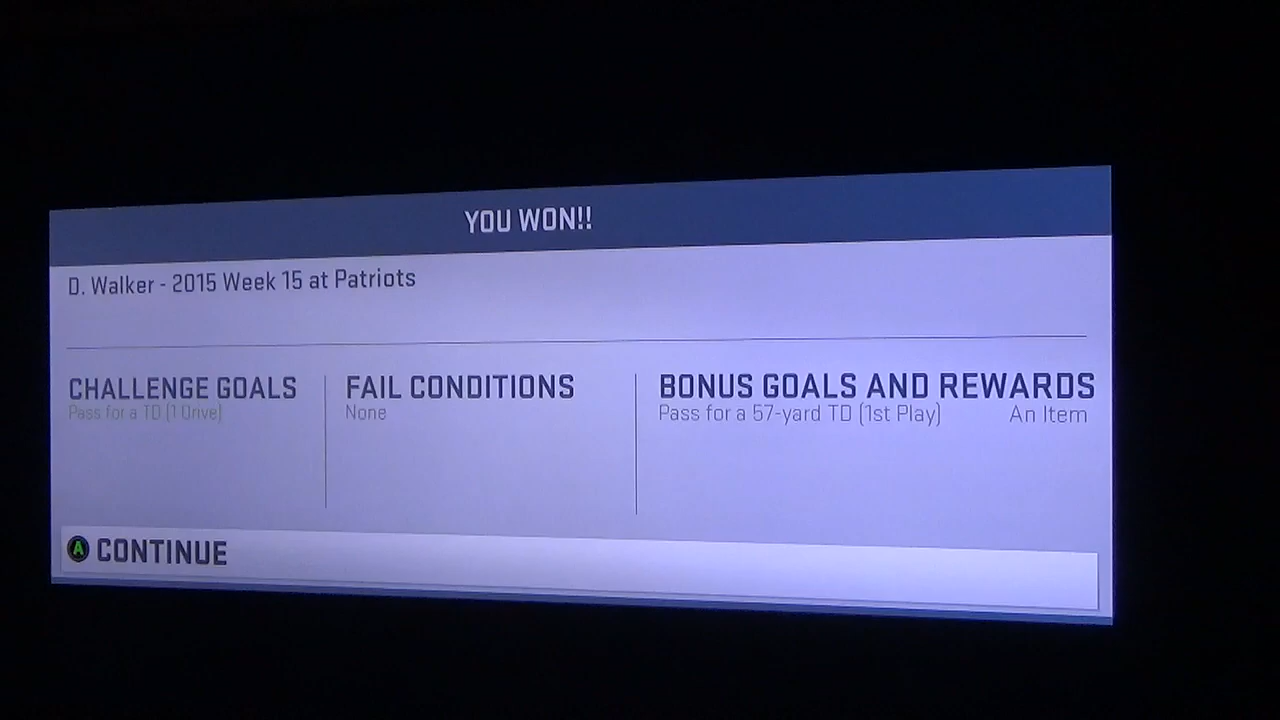 YOU WON!!
D. Walker - 2015 Week 15 at Patriots
CHALLENGE GOALS
Pass for a TD (1 Drive)
FAIL CONDITIONS
None
BONUS GOALS AND REWARDS
Pass for a 57-yard TD (1st Play) An Item
A CONTINUE